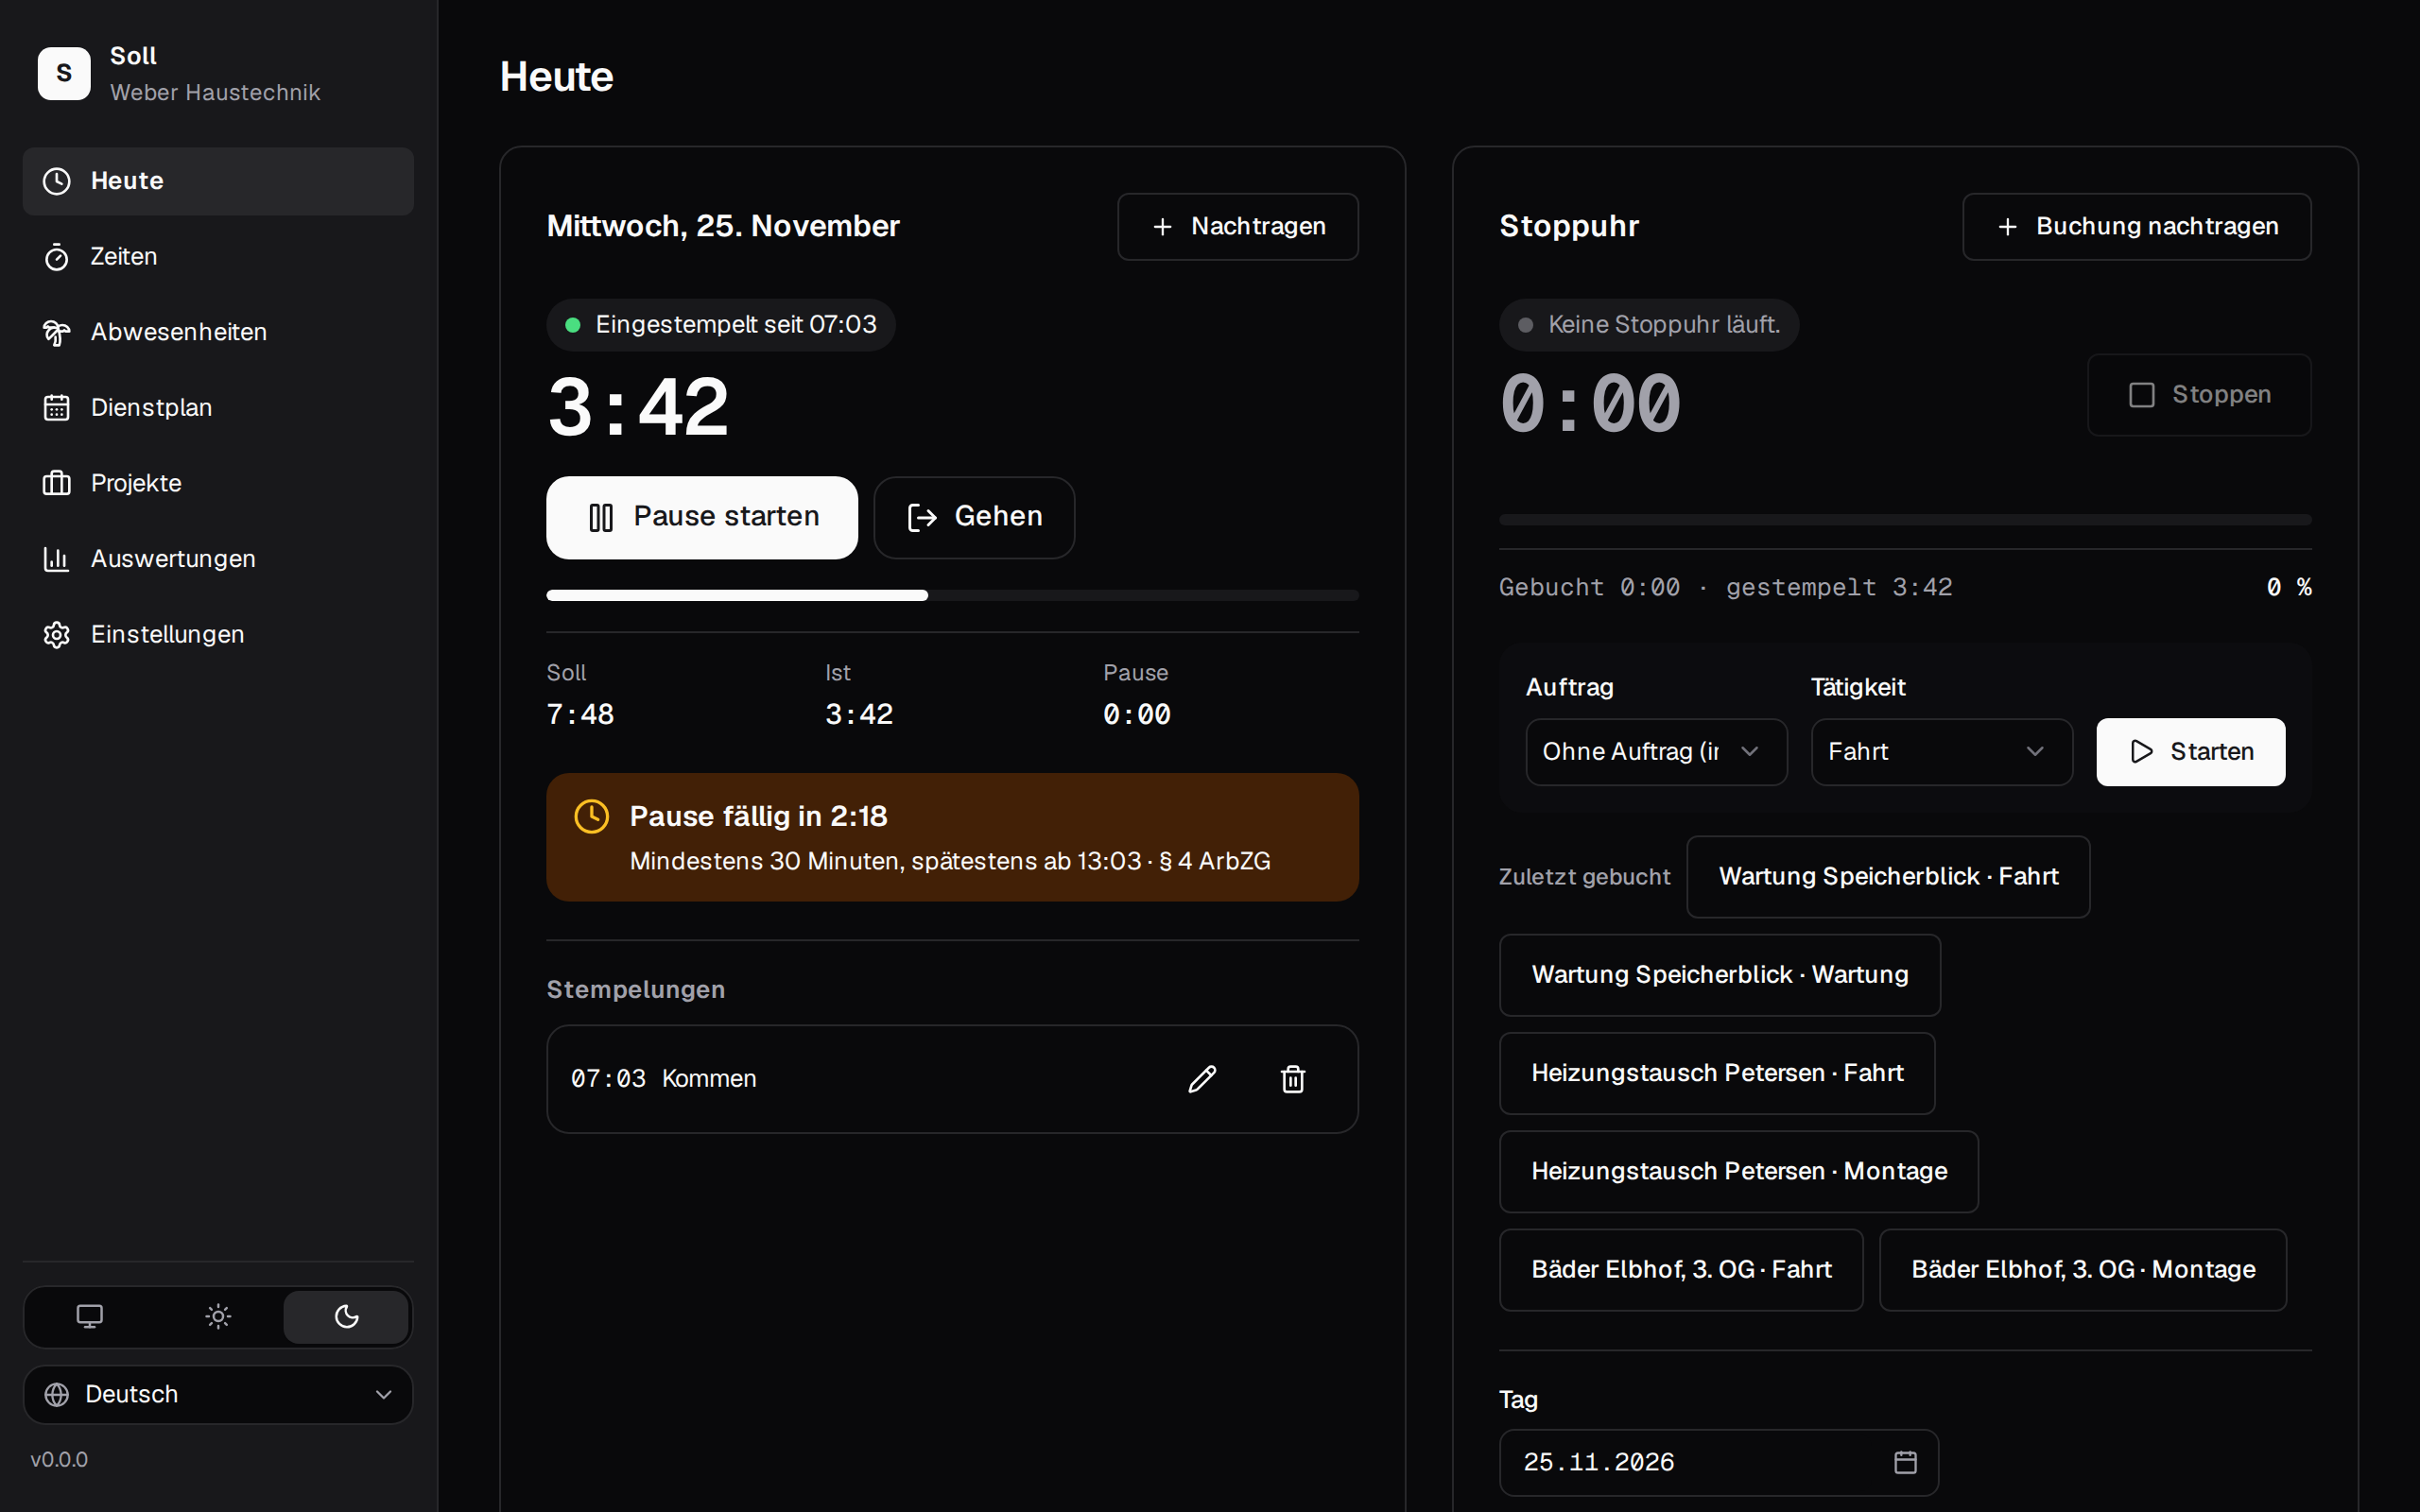 S
Soll
Weber Haustechnik
Heute
Zeiten
Abwesenheiten
Dienstplan
Projekte
Auswertungen
Einstellungen
Deutsch
v0.0.0
Heute
Mittwoch, 25. November
Nachtragen
Eingestempelt seit 07:03
3:42
Pause starten
Gehen
Soll
Ist
Pause
7:48
3:42
0:00
Pause fällig in 2:18
Mindestens 30 Minuten, spätestens ab 13:03 · § 4 ArbZG
Stempelungen
07:03 Kommen
Stoppuhr
Buchung nachtragen
Keine Stoppuhr läuft.
0:00
Stoppen
Gebucht 0:00 · gestempelt 3:42
0 %
Auftrag
Tätigkeit
Ohne Auftrag (in
Fahrt
Starten
Zuletzt gebucht
Wartung Speicherblick · Fahrt
Wartung Speicherblick · Wartung
Heizungstausch Petersen · Fahrt
Heizungstausch Petersen · Montage
Bäder Elbhof, 3. OG · Fahrt
Bäder Elbhof, 3. OG · Montage
Tag
25.11.2026